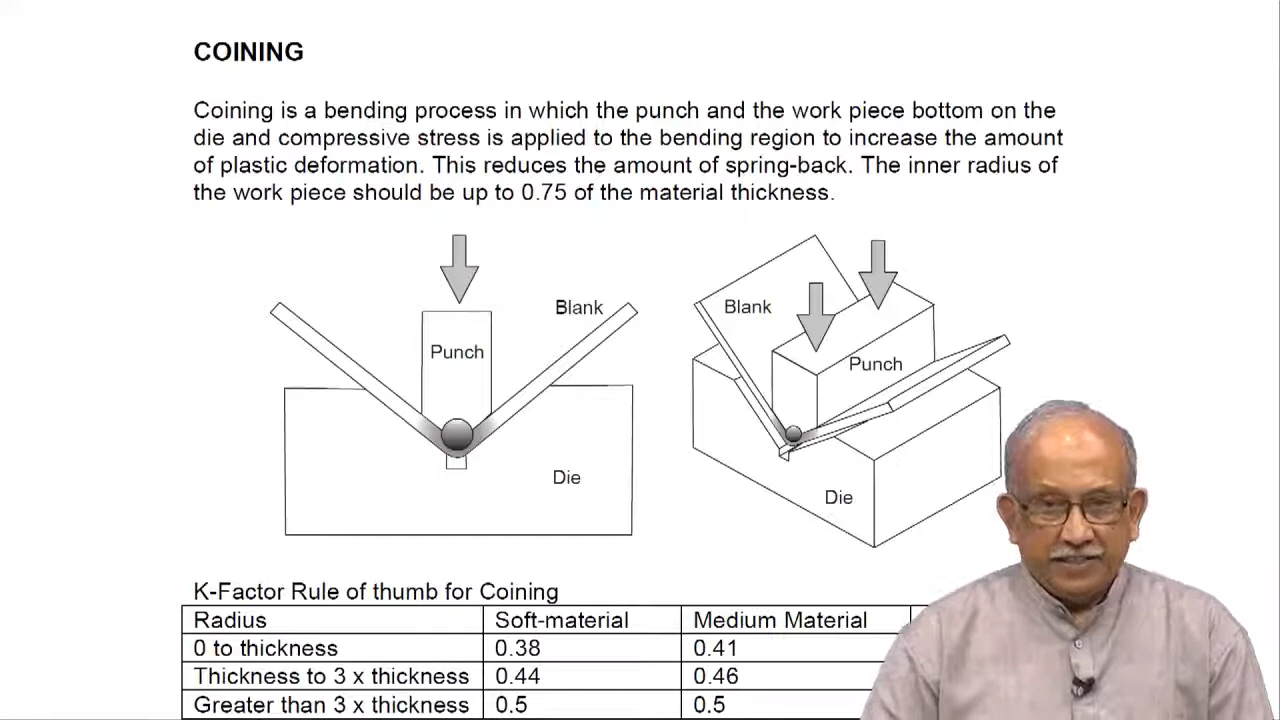 COINING
Coining is a bending process in which the punch and the work piece bottom on the
die and compressive stress is applied to the bending region to increase the amount
of plastic deformation. This reduces the amount of spring-back. The inner radius of
the work piece should be up to 0.75 of the material thickness.
Blank
Punch
Die
Blank
Punch
Die
K-Factor Rule of thumb for Coining
Radius Soft-material Medium Material
0 to thickness 0.38 0.41
Thickness to 3 x thickness 0.44 0.46
Greater than 3 x thickness 0.5 0.5